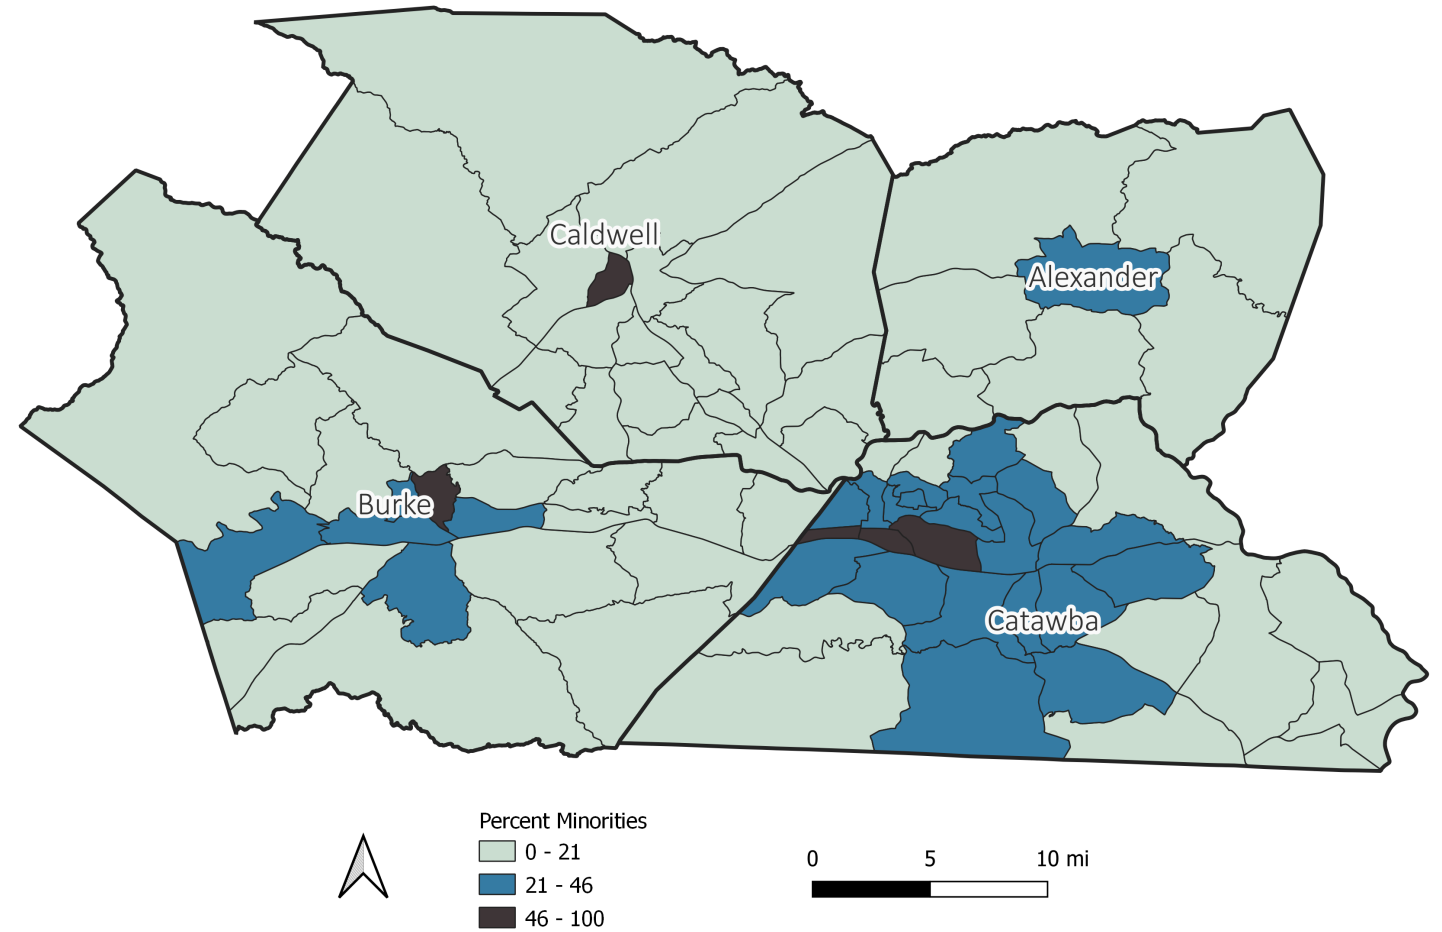 Caldwell
Alexander
Burke
Catawba
Percent Minorities
0 - 21
21 - 46
46 - 100
0 5 10 mi